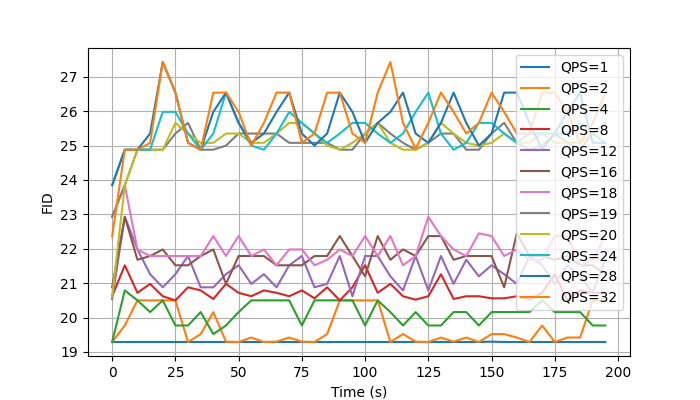 27
26
25
24
23
22
21
20
19
FID
0
25
50
75
100
125
150
175
200
Time (s)
QPS=1
QPS=2
QPS=4
QPS=8
QPS=12
QPS=16
QPS=18
QPS=19
QPS=20
QPS=24
QPS=28
QPS=32